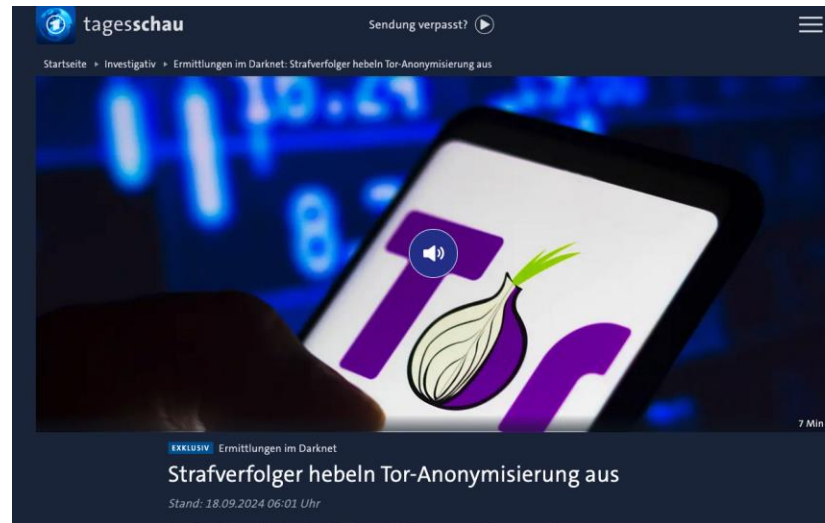 tagesschau
Sendung verpasst?
Startseite ▸ Investigativ ▸ Ermittlungen im Darknet: Strafverfolger hebeln Tor-Anonymisierung aus
Tor
7 Min
EXKLUSIV Ermittlungen im Darknet
Strafverfolger hebeln Tor-Anonymisierung aus
Stand: 18.09.2024 06:01 Uhr